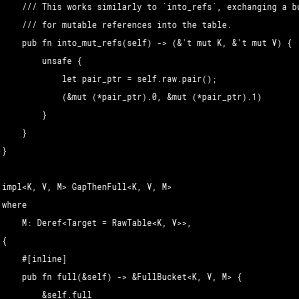 /// This works similarly to `into_refs`, exchanging a
/// for mutable references into the table.
pub fn into_mut_refs(self) -> (&'t mut K, &'t mut V) {
unsafe {
let pair_ptr = self.raw.pair();
(&mut (*pair_ptr).0, &mut (*pair_ptr).1)
}
}
}
impl<K, V, M> GapThenFull<K, V, M>
where
M: Deref<Target = RawTable<K, V>>,
{
#[inline]
pub fn full(&self) -> &FullBucket<K, V, M> {
&self.full